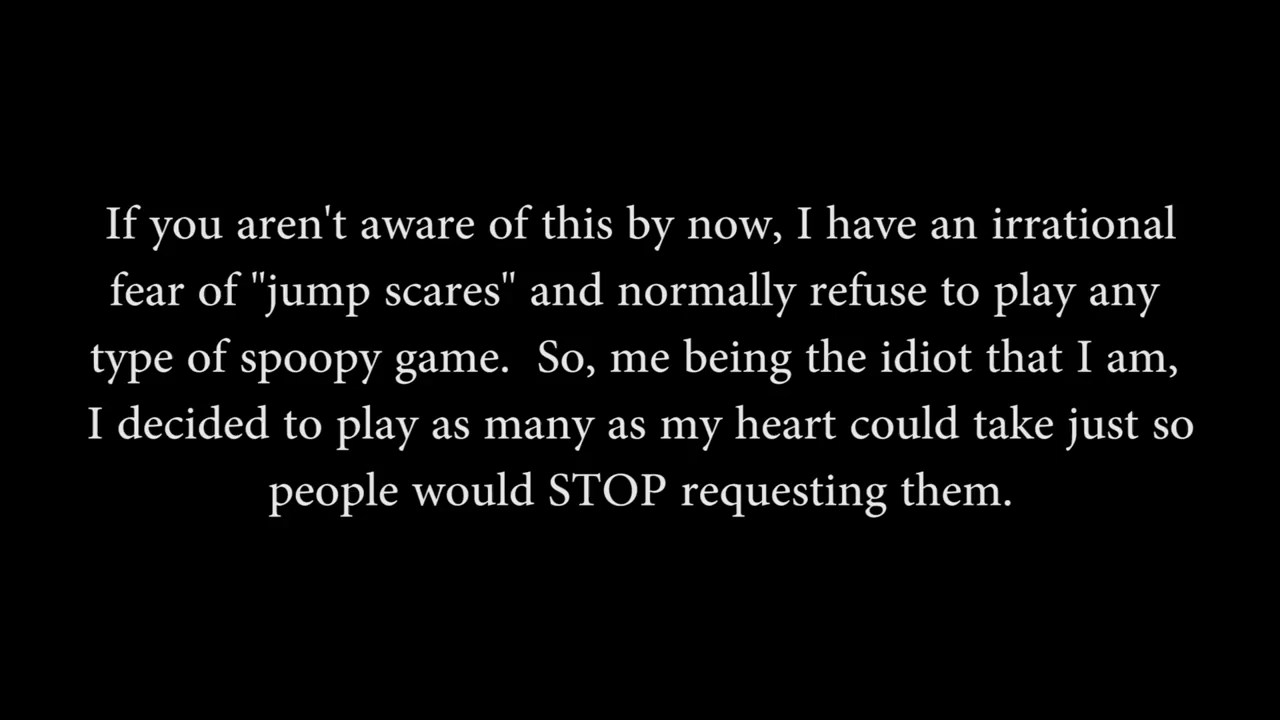 If you aren't aware of this by now, I have an irrational
fear of "jump scares" and normally refuse to play any
type of spoopy game.  So, me being the idiot that I am,
I decided to play as many as my heart could take just so
people would STOP requesting them.